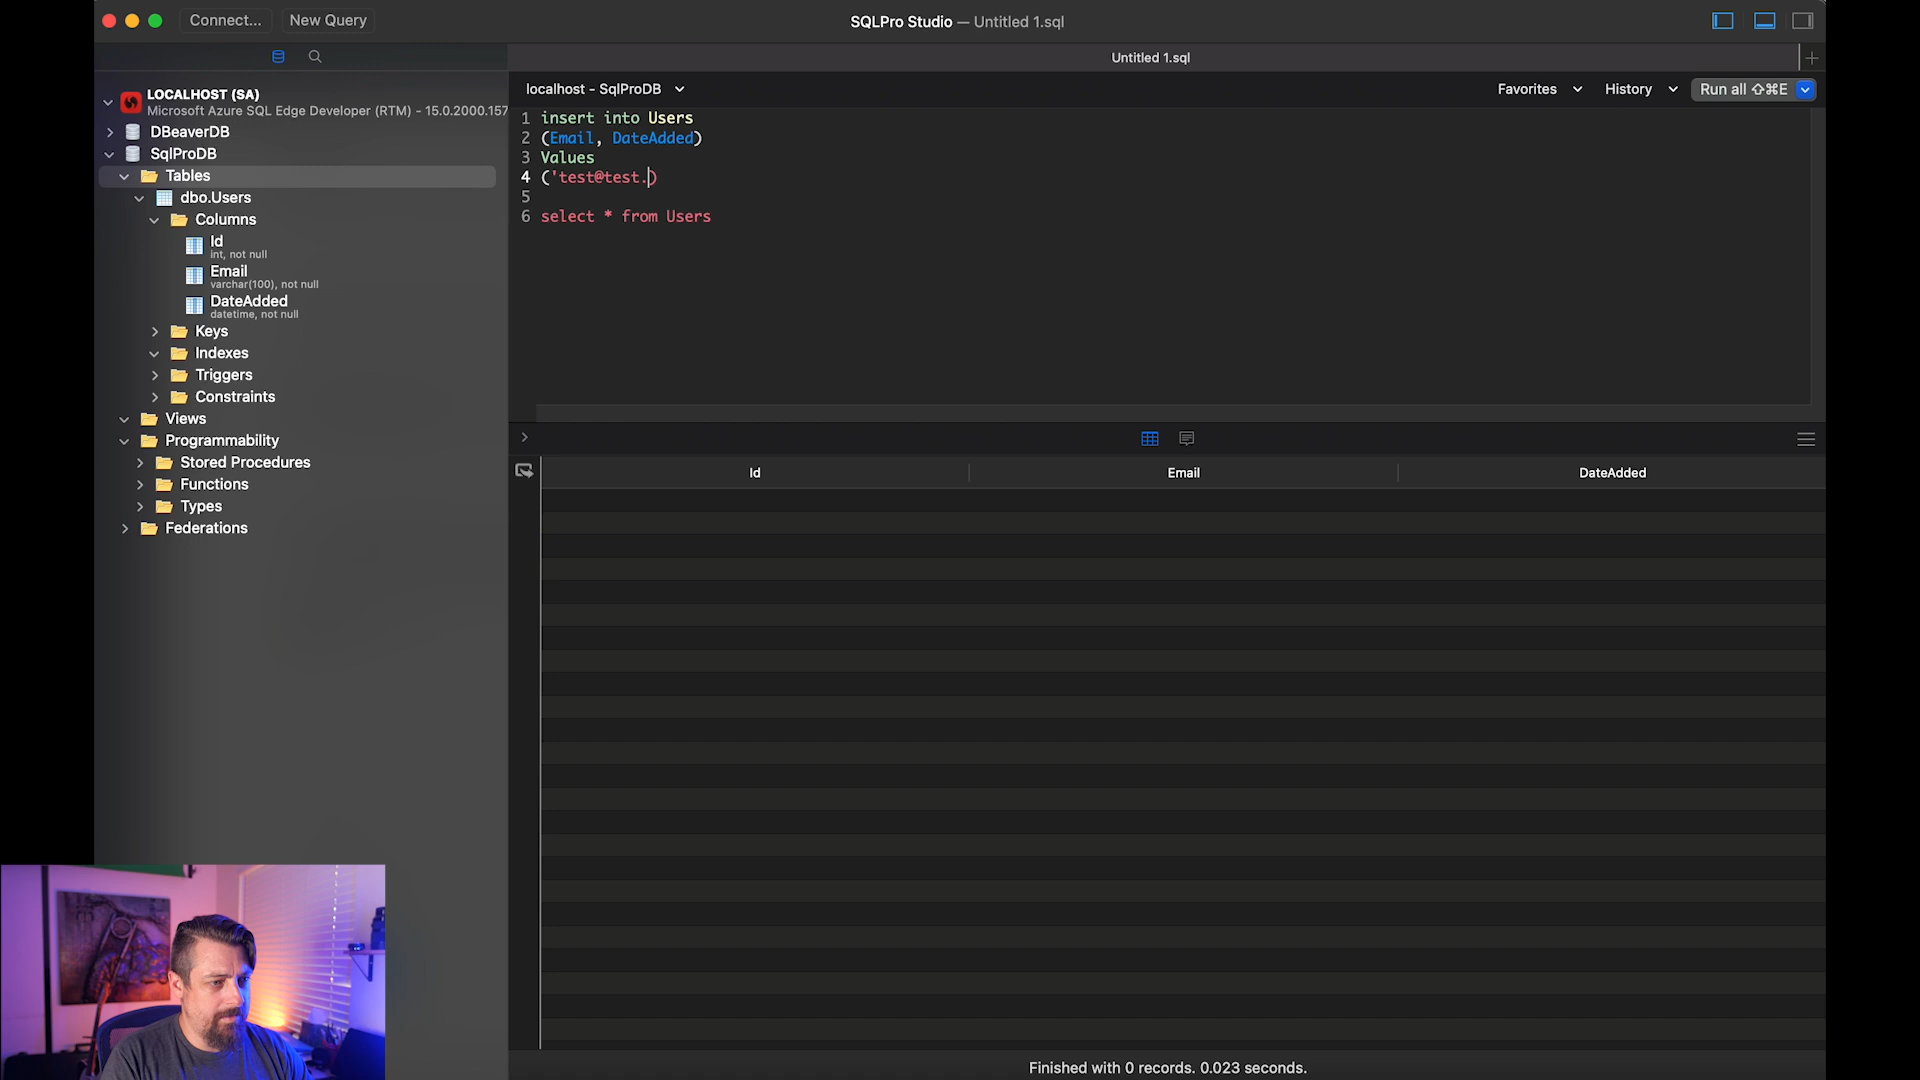 Connect...
New Query
SQLPro Studio — Untitled 1.sql
Untitled 1.sql
LOCALHOST (SA)
Microsoft Azure SQL Edge Developer (RTM) - 15.0.2000.157
DBeaverDB
SqlProDB
Tables
dbo.Users
Columns
Id
int, not null
Email
varchar(100), not null
DateAdded
datetime, not null
Keys
Indexes
Triggers
Constraints
Views
Programmability
Stored Procedures
Functions
Types
Federations
localhost - SqlProDB
Favorites
History
Run all ⇧⌘E
1 insert into Users
2 (Email, DateAdded)
3 Values
4 ('test@test.)
5
6 select * from Users
Id Email DateAdded
Finished with 0 records. 0.023 seconds.